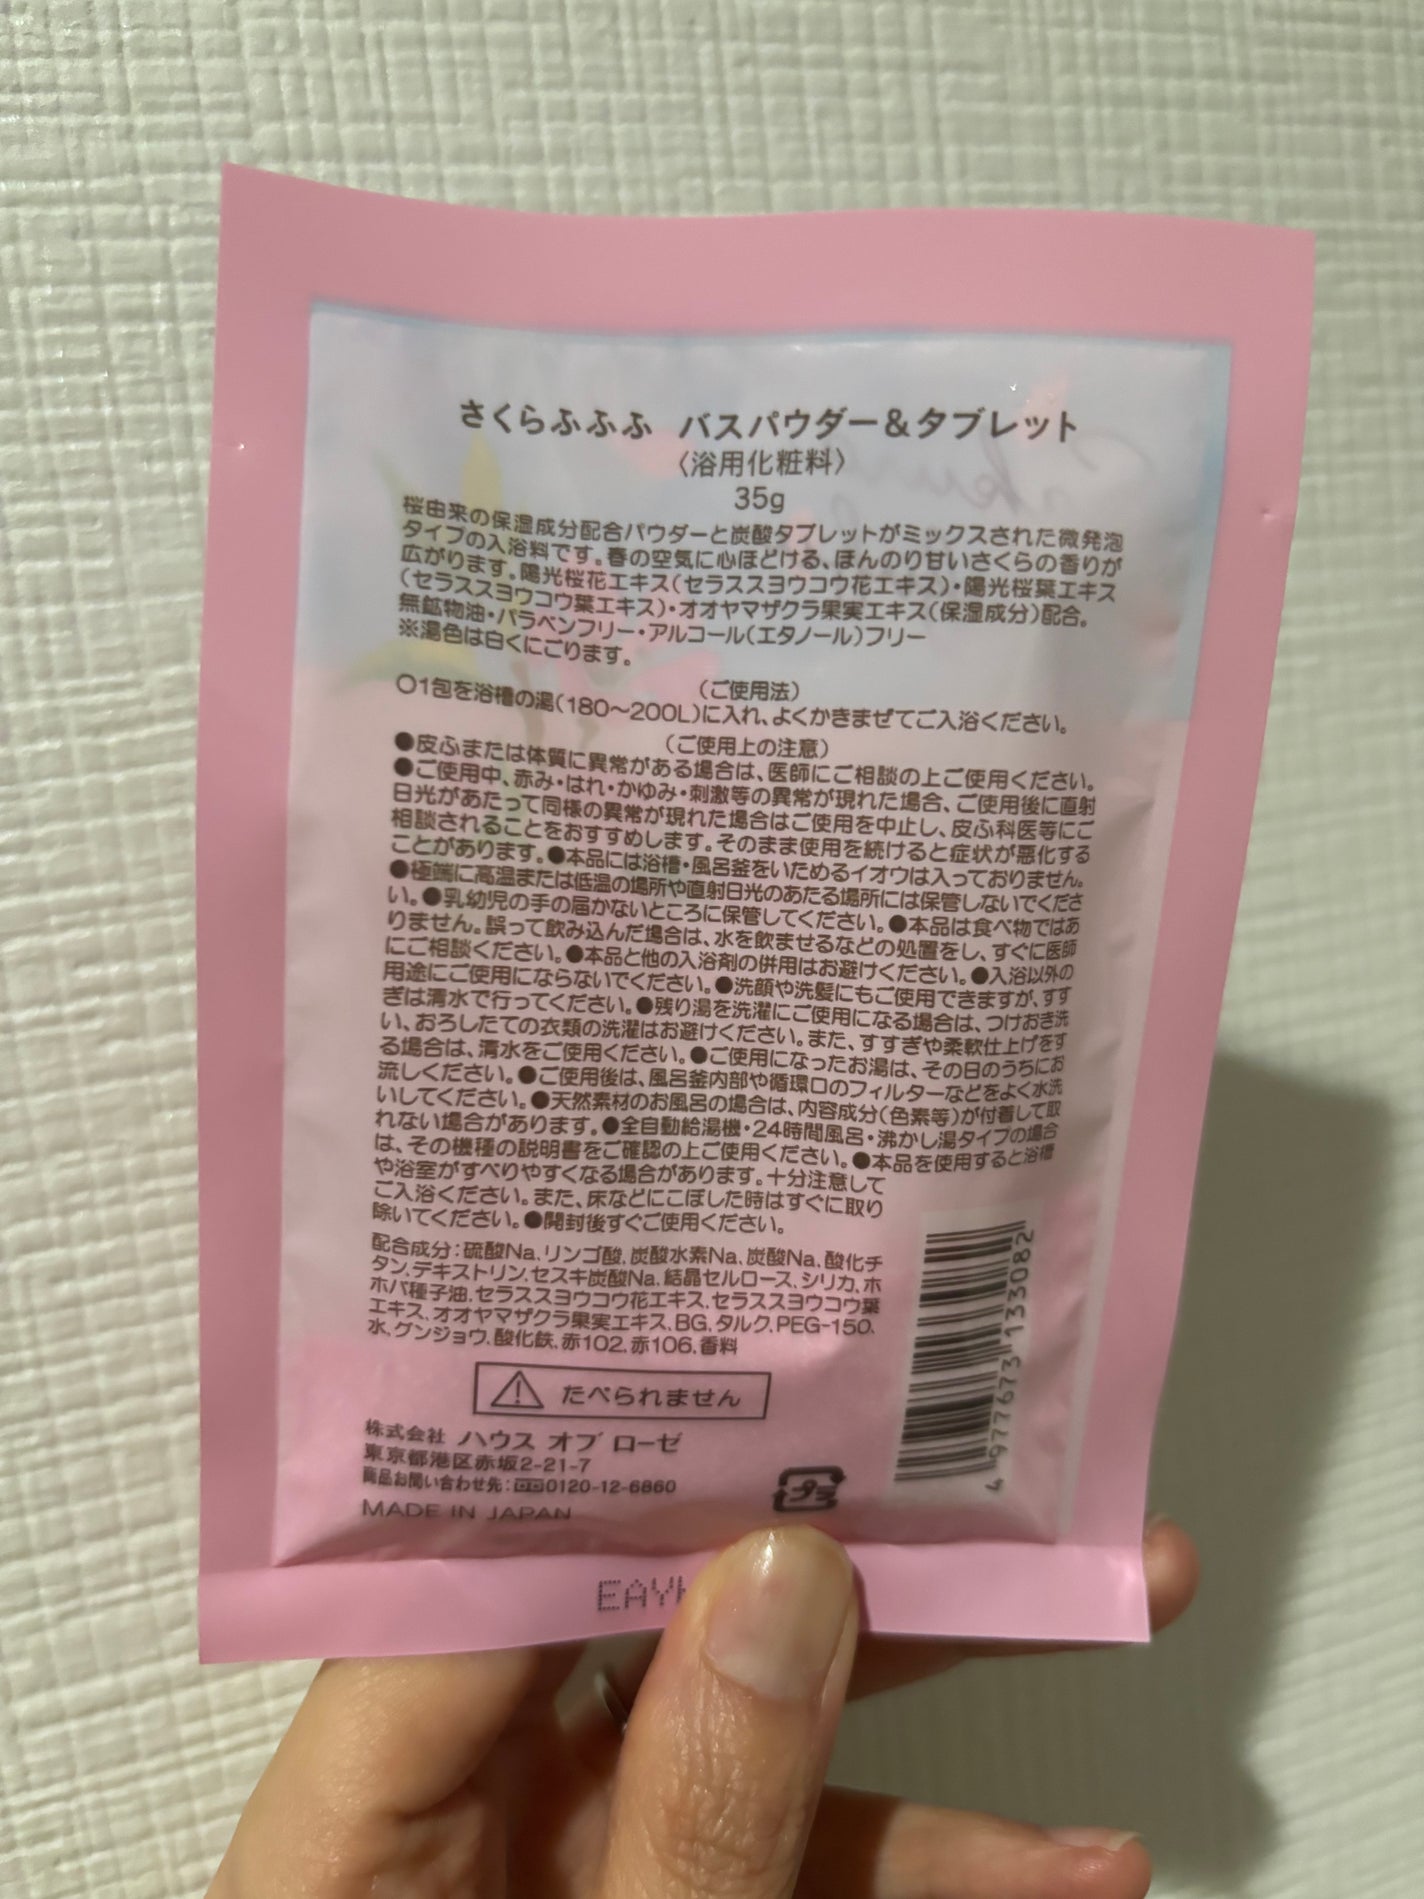 さくらふふふ バスパウダー&タブレット
〈浴用化粧料〉
35g
桜由来の保湿成分配合パウダーと炭酸タブレットがミックスされた微発泡
タイプの入浴料です。春の空気に心ほどける、ほんのり甘いさくらの香りが
広がります。陽光桜花エキス(セラススヨウコウ花エキス)・陽光桜葉エキス
(セラススヨウコウ葉エキス)・オオヤマザクラ果実エキス(保湿成分)配合。
無鉱物油・パラベンフリー・アルコール(エタノール)フリー
※湯色は白くにごります。
(ご使用法)
○1包を浴槽の湯(180〜200L)に入れ、よくかきまぜてご入浴ください。
(ご使用上の注意)
●皮ふまたは体質に異常がある場合は、医師にご相談の上ご使用ください。
●ご使用中、赤み・はれ・かゆみ・刺激等の異常が現れた場合、ご使用後に直射
日光があたって同様の異常が現れた場合はご使用を中止し、皮ふ科医等にご
相談されることをおすすめします。そのまま使用を続けると症状が悪化する
ことがあります。●本品には浴槽・風呂釜をいためるイオウは入っておりません。
●極端に高温または低温の場所や直射日光のあたる場所には保管しないでくださ
い。●乳幼児の手の届かないところに保管してください。●本品は食べ物ではあ
りません。誤って飲み込んだ場合は、水を飲ませるなどの処置をし、すぐに医師
にご相談ください。●本品と他の入浴剤の併用はお避けください。●入浴以外の
用途にご使用にならないでください。●洗顔や洗髪にもご使用できますが、すす
ぎは清水で行ってください。●残り湯を洗濯にご使用になる場合は、つけおき洗
い、おろしたての衣類の洗濯はお避けください。また、すすぎや柔軟仕上げをす
る場合は、清水をご使用ください。●ご使用になったお湯は、その日のうちにお
流しください。●ご使用後は、風呂釜内部や循環口のフィルターなどをよく水洗
いしてください。●天然素材のお風呂の場合は、内容成分(色素等)が付着して取
れない場合があります。●全自動給湯機・24時間風呂・沸かし湯タイプの場合
は、その機種の説明書をご確認の上ご使用ください。●本品を使用すると浴槽
や浴室がすべりやすくなる場合があります。十分注意して
ご入浴ください。また、床などにこぼした時はすぐに取り
除いてください。●開封後すぐご使用ください。
配合成分:硫酸Na、リンゴ酸、炭酸水素Na、炭酸Na、酸化チ
タン、デキストリン、セスキ炭酸Na、結晶セルロース、シリカ、ホ
ホバ種子油、セラススヨウコウ花エキス、セラススヨウコウ葉
エキス、オオヤマザクラ果実エキス、BG、タルク、PEG-150、
水、グンジョウ、酸化鉄、赤102、赤106、香料
たべられません
株式会社 ハウス オブ ローゼ
東京都港区赤坂2-21-7
商品お問い合わせ先:0120-12-6860
MADE IN JAPAN
プラ
4 977673 133082
EAY